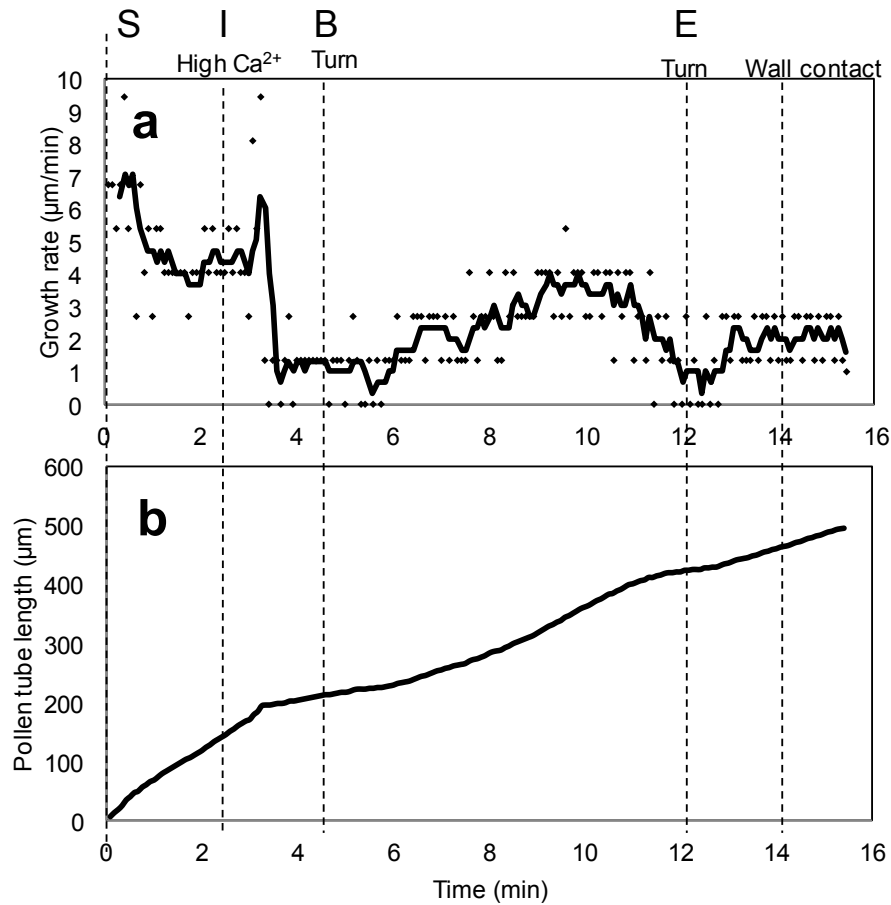 S I B E
High Ca²⁺ Turn Turn Wall contact
10
9
8
7
6
5
4
3
2
1
0
a
Growth rate (µm/min)
0 2 4 6 8 10 12 14 16
600
500
400
300
200
100
0
b
Pollen tube length (µm)
0 2 4 6 8 10 12 14 16
Time (min)